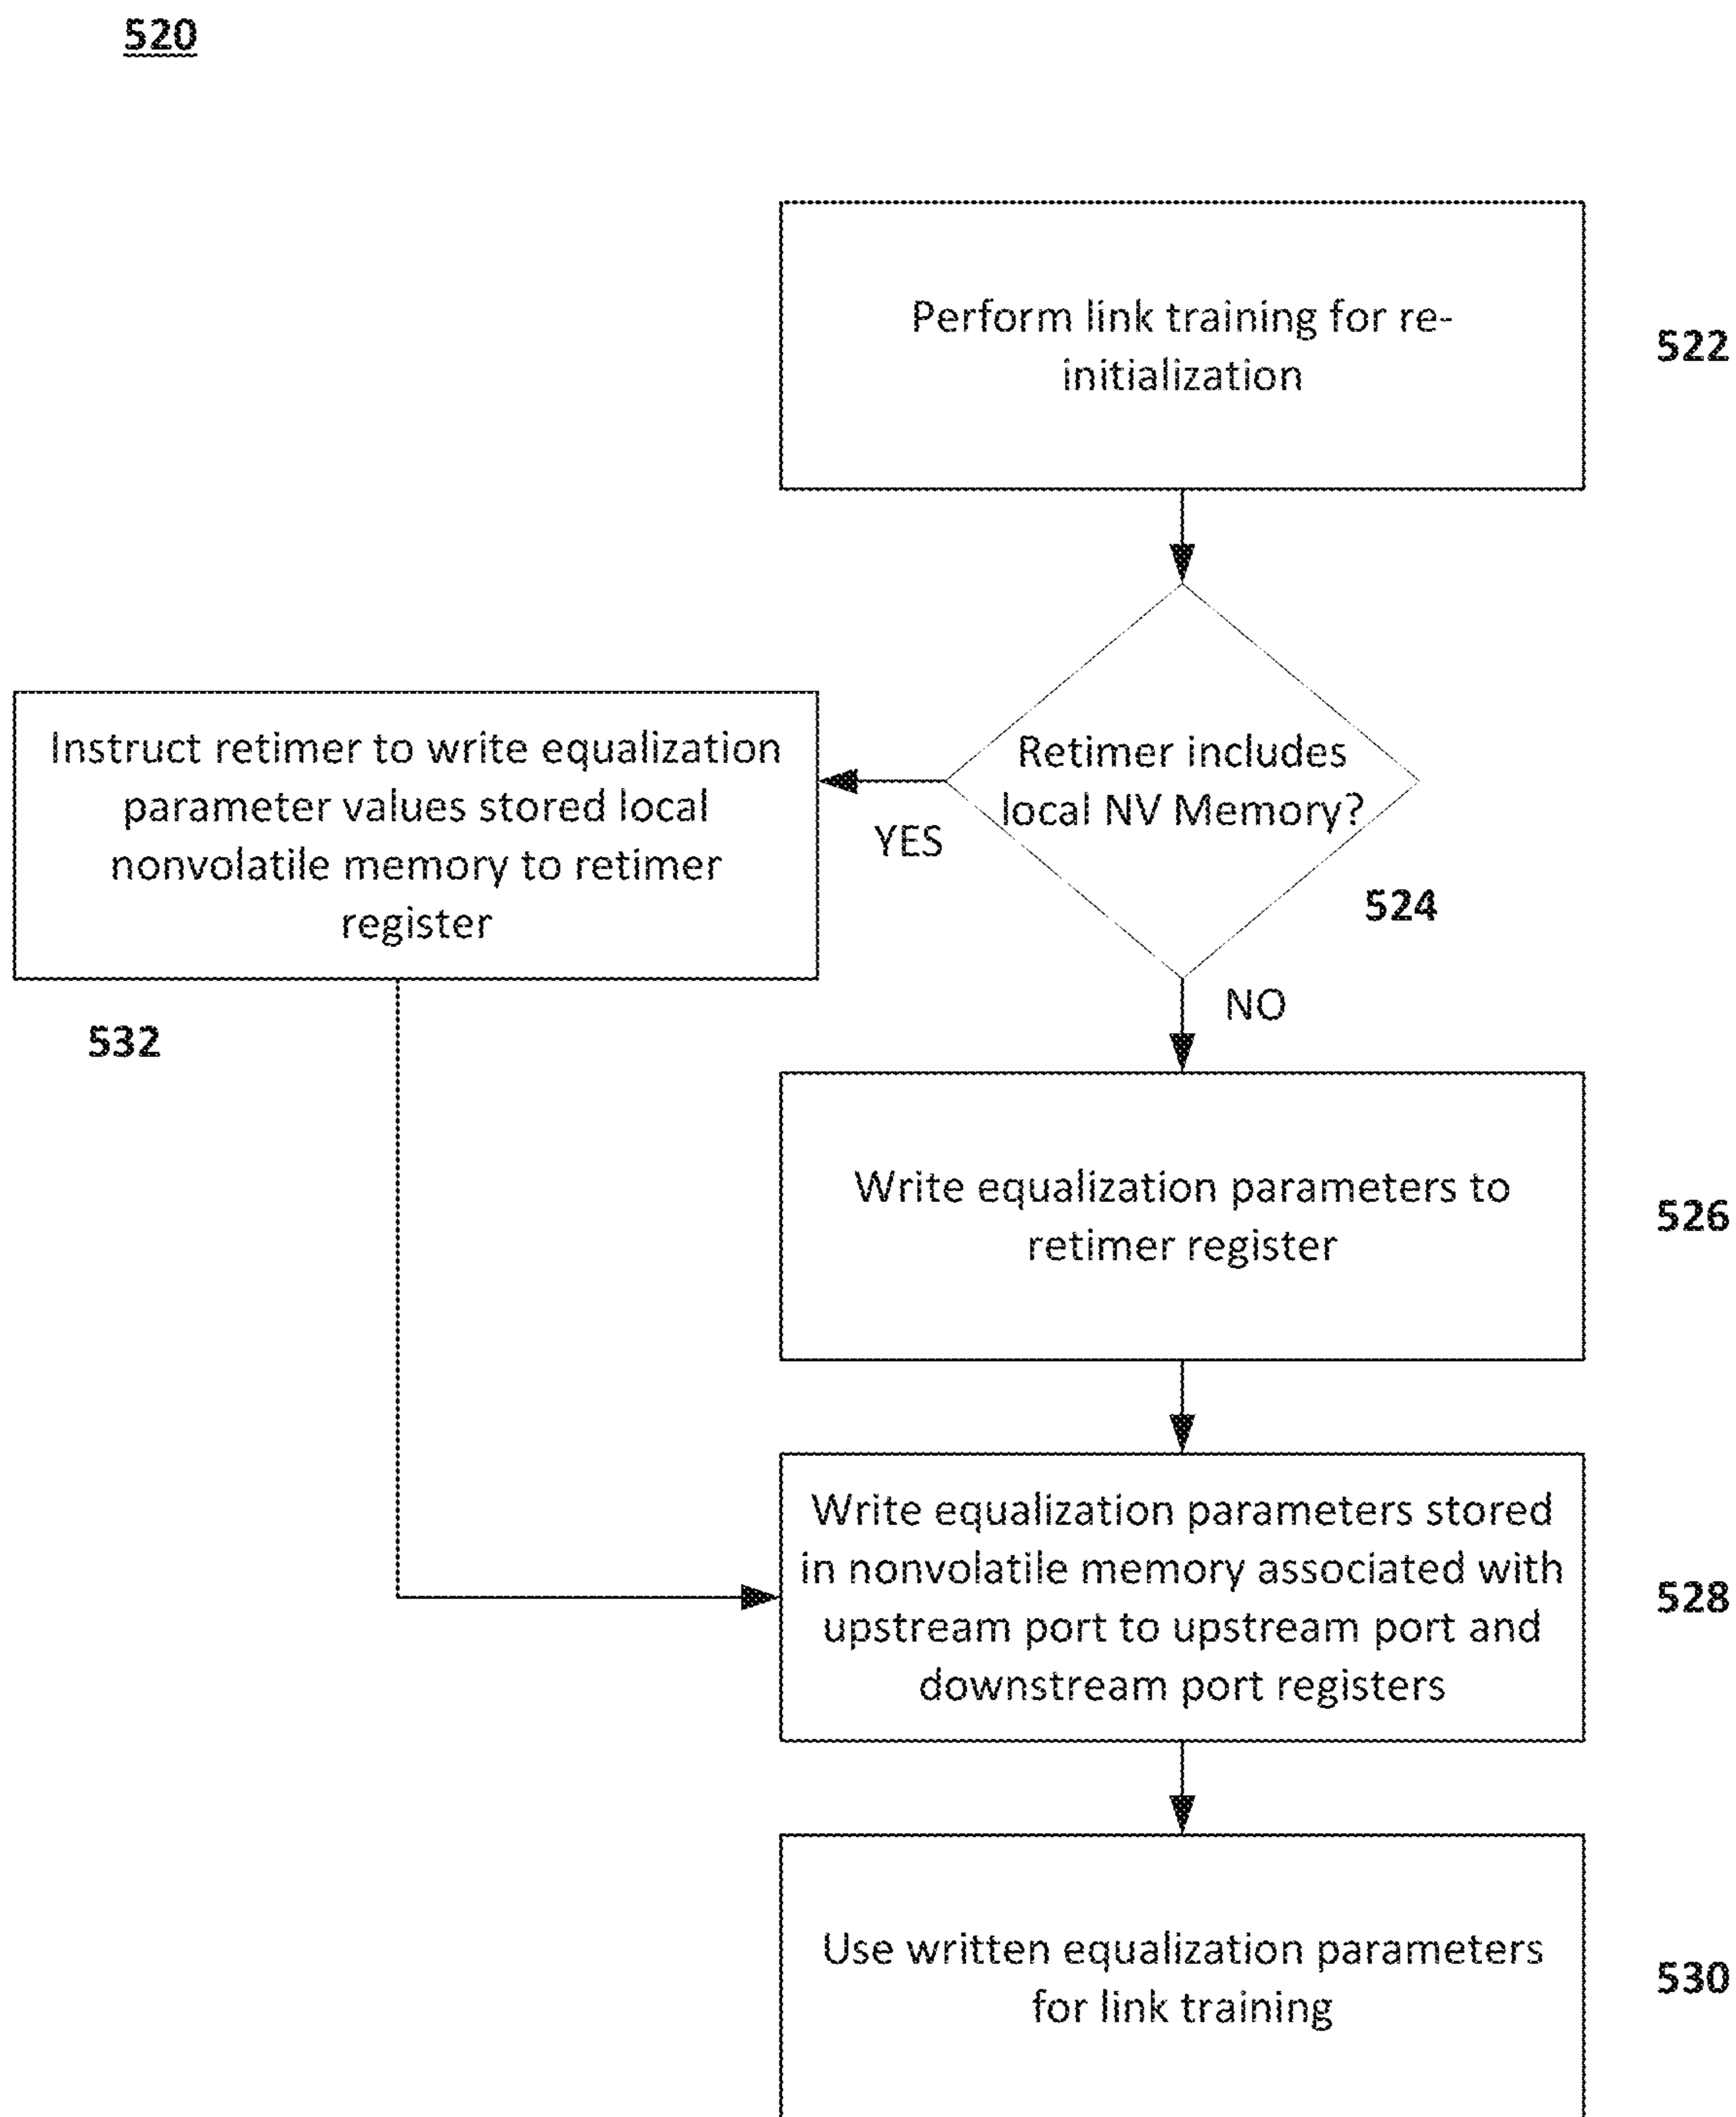 520
Perform link training for re-
initialization
522
Retimer includes
local NV Memory?
524
YES
NO
Instruct retimer to write equalization
parameter values stored local
nonvolatile memory to retimer
register
532
Write equalization parameters to
retimer register
526
Write equalization parameters stored
in nonvolatile memory associated with
upstream port to upstream port and
downstream port registers
528
Use written equalization parameters
for link training
530